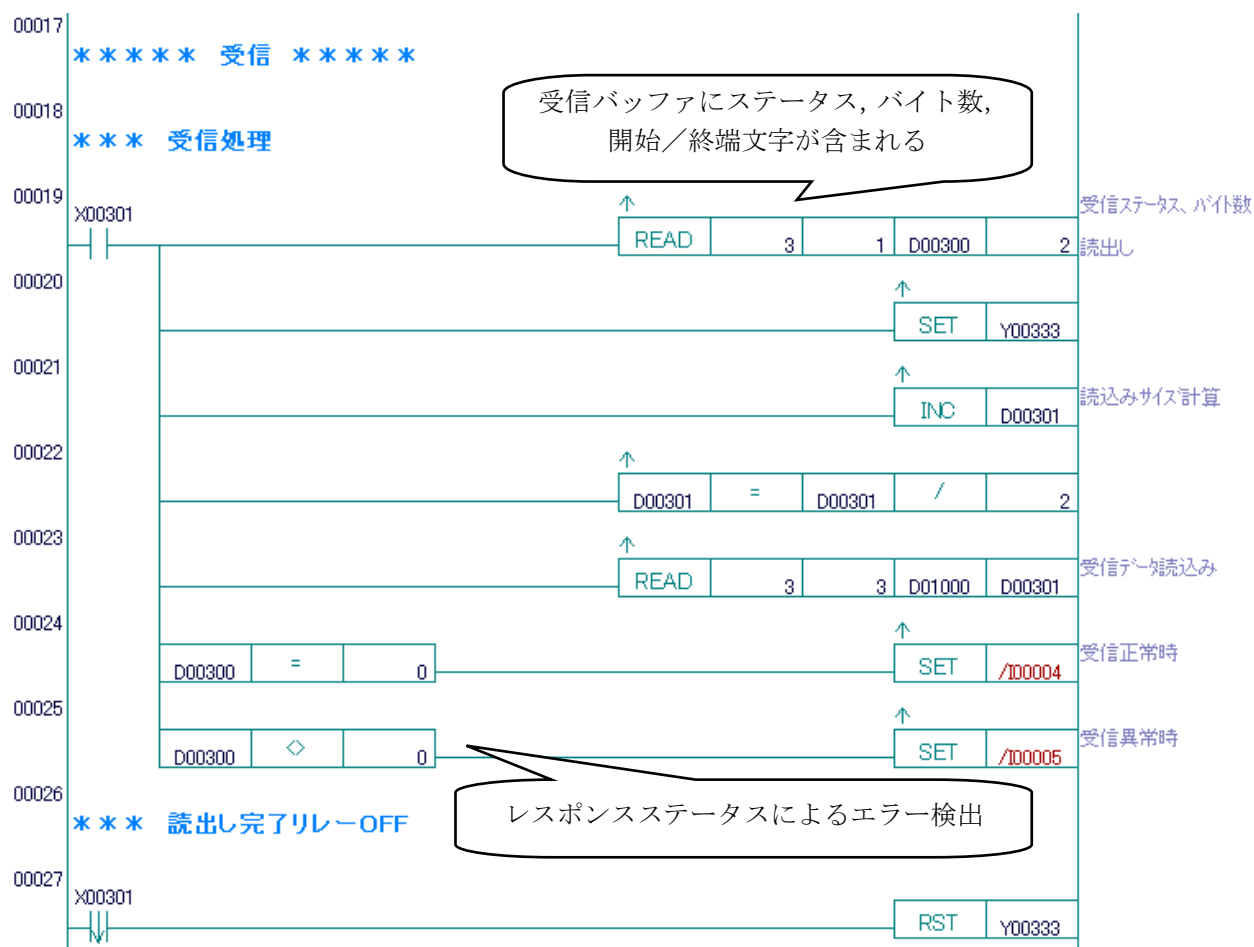 00017
＊＊＊＊＊ 受信 ＊＊＊＊＊
受信バッファにステータス, バイト数,
開始／終端文字が含まれる
00018
＊＊＊ 受信処理
00019
X00301
↑
READ 3 1 D00300 2
受信ステータス、バイト数
読出し
00020
↑
SET Y00333
00021
↑
INC D00301
読込みサイズ計算
00022
↑
D00301 = D00301 / 2
00023
↑
READ 3 3 D01000 D00301
受信データ読込み
00024
↑
D00300 = 0 SET /I00004
受信正常時
00025
↑
D00300 <> 0 SET /I00005
受信異常時
レスポンスステータスによるエラー検出
00026
＊＊＊ 読出し完了リレーOFF
00027
X00301
RST Y00333